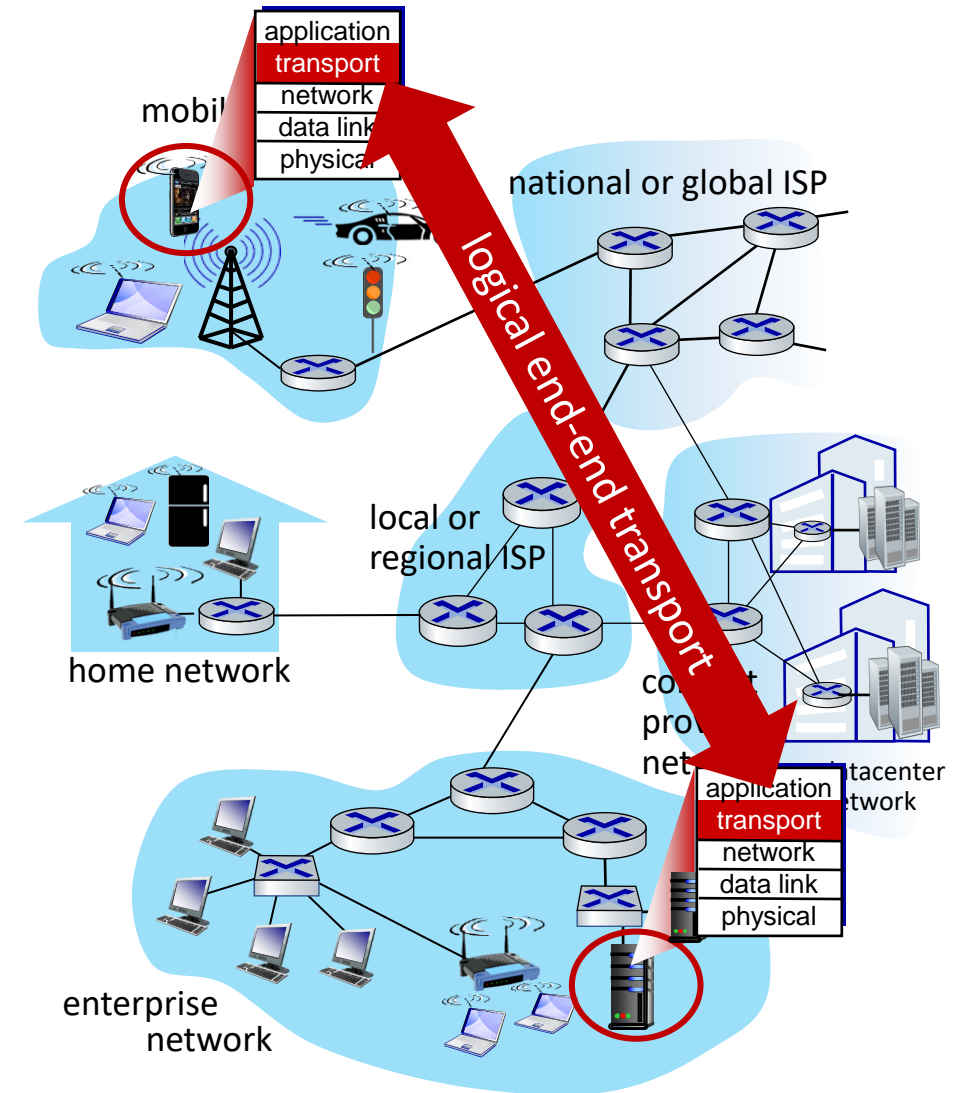 application
transport
network
data link
physical
mobil
national or global ISP
logical end-end transport
local or
regional ISP
home network
application
transport
network
data link
physical
enterprise
network